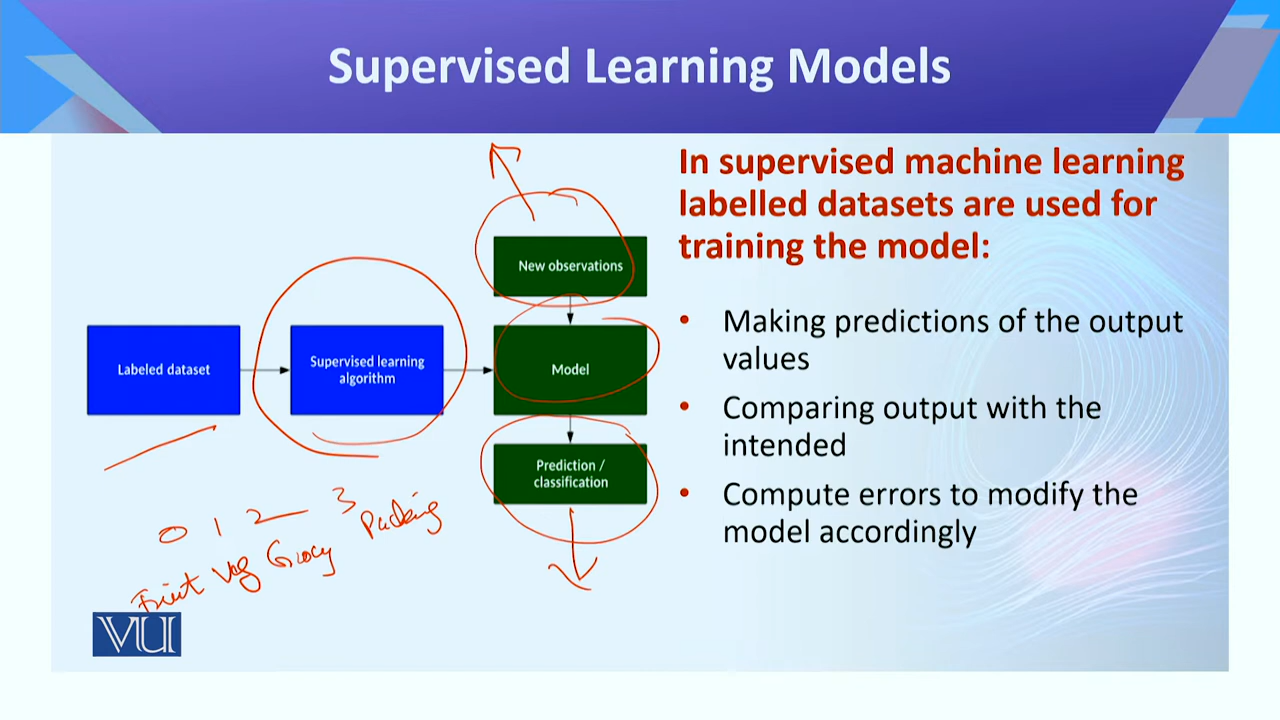 Supervised Learning Models
In supervised machine learning
labelled datasets are used for
training the model:
New observations
Labeled dataset
Supervised learning
algorithm
Model
Prediction /
classification
• Making predictions of the output
values
• Comparing output with the
intended
• Compute errors to modify the
model accordingly
0 1 2 3
Fruit Veg
VU